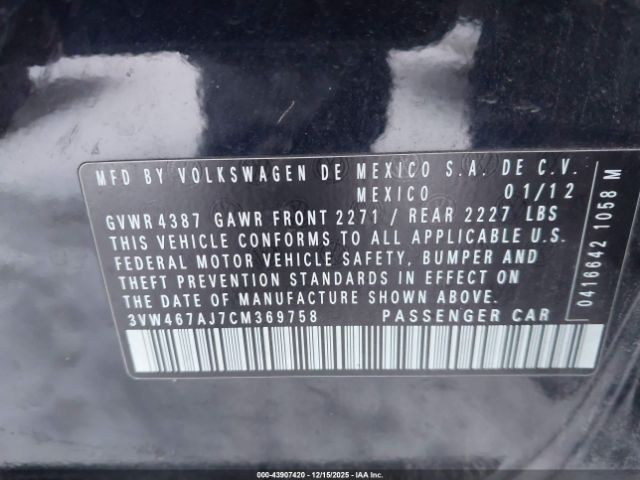 MFD BY VOLKSWAGEN DE MEXICO S.A. DE C.V.
MEXICO 01/12
GVWR 4387 GAWR FRONT 2271 / REAR 2227 LBS
THIS VEHICLE CONFORMS TO ALL APPLICABLE U.S.
FEDERAL MOTOR VEHICLE SAFETY, BUMPER AND
THEFT PREVENTION STANDARDS IN EFFECT ON
THE DATE OF MANUFACTURE SHOWN ABOVE.
3VW467AJ7CM369758 PASSENGER CAR
0416642 1058 M
000-43907420 - 12/15/2025 - IAA Inc.